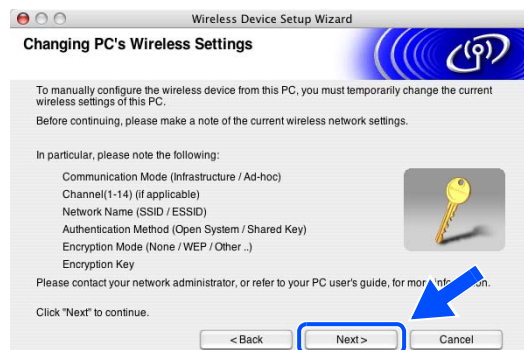 Wireless Device Setup Wizard
Changing PC's Wireless Settings
To manually configure the wireless device from this PC, you must temporarily change the current
wireless settings of this PC.
Before continuing, please make a note of the current wireless network settings.
In particular, please note the following:
Communication Mode (Infrastructure / Ad-hoc)
Channel(1-14) (if applicable)
Network Name (SSID / ESSID)
Authentication Method (Open System / Shared Key)
Encryption Mode (None / WEP / Other ..)
Encryption Key
Please contact your network administrator, or refer to your PC user's guide, for more
Click "Next" to continue.
< Back Next > Cancel